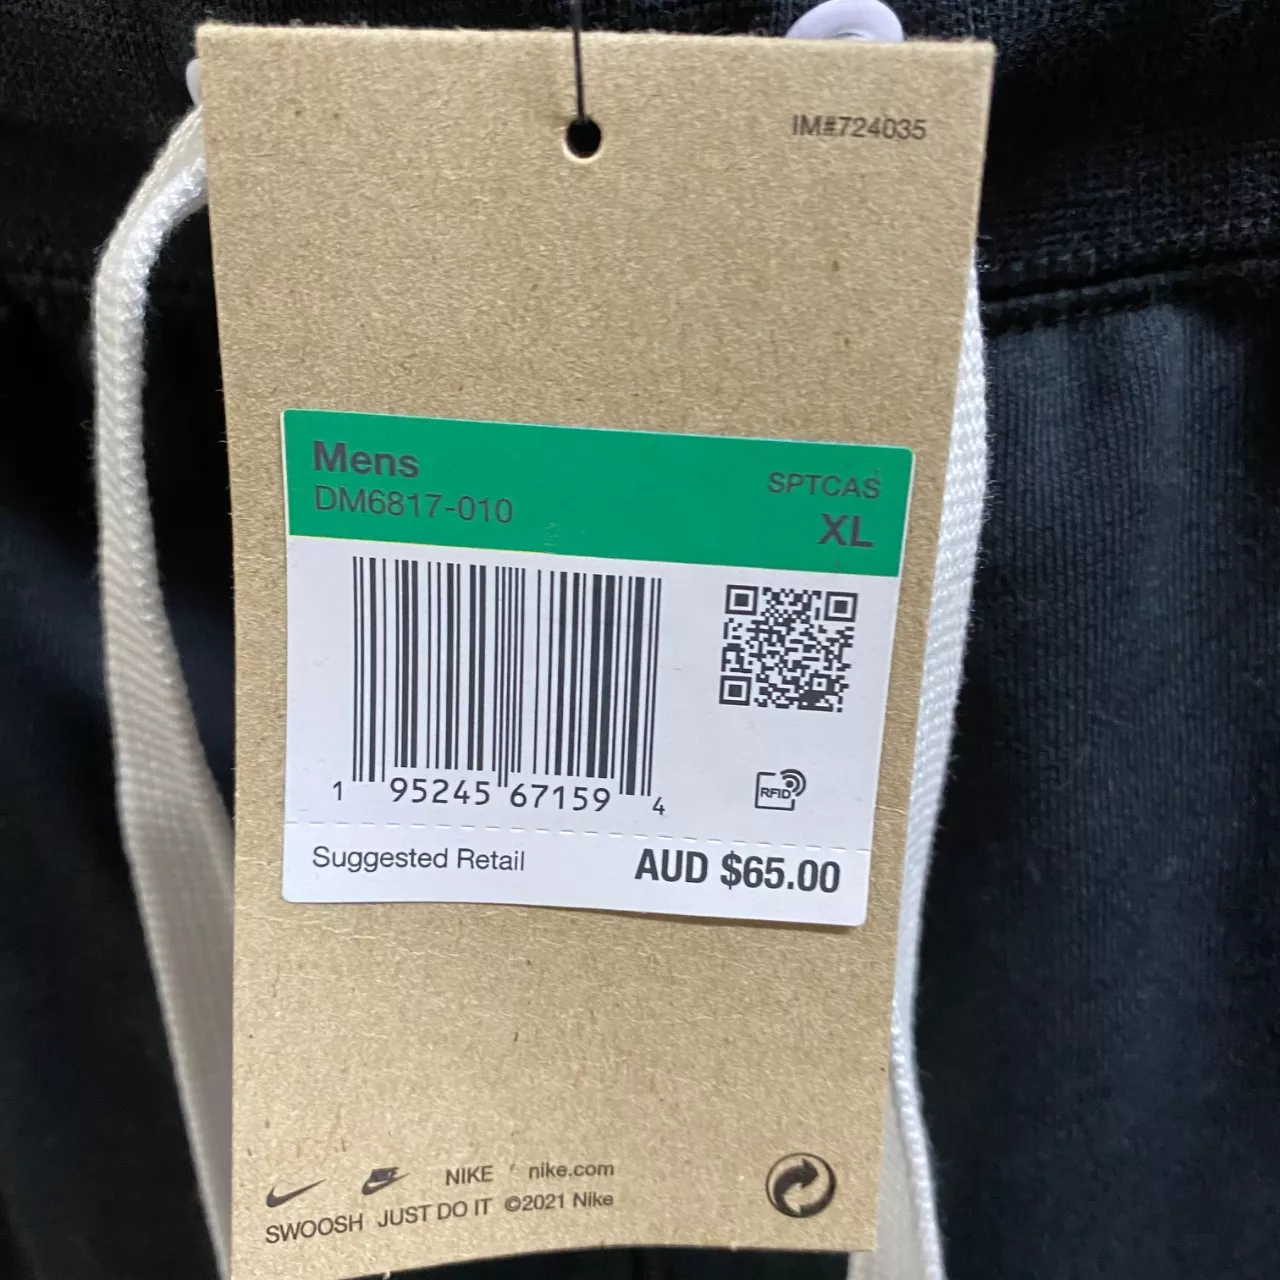 IM#724035
Mens
SPTCAS
DM6817-010
XL
1 95245 67159 4
RFID
Suggested Retail AUD $65.00
NIKE nike.com
SWOOSH JUST DO IT ©2021 Nike